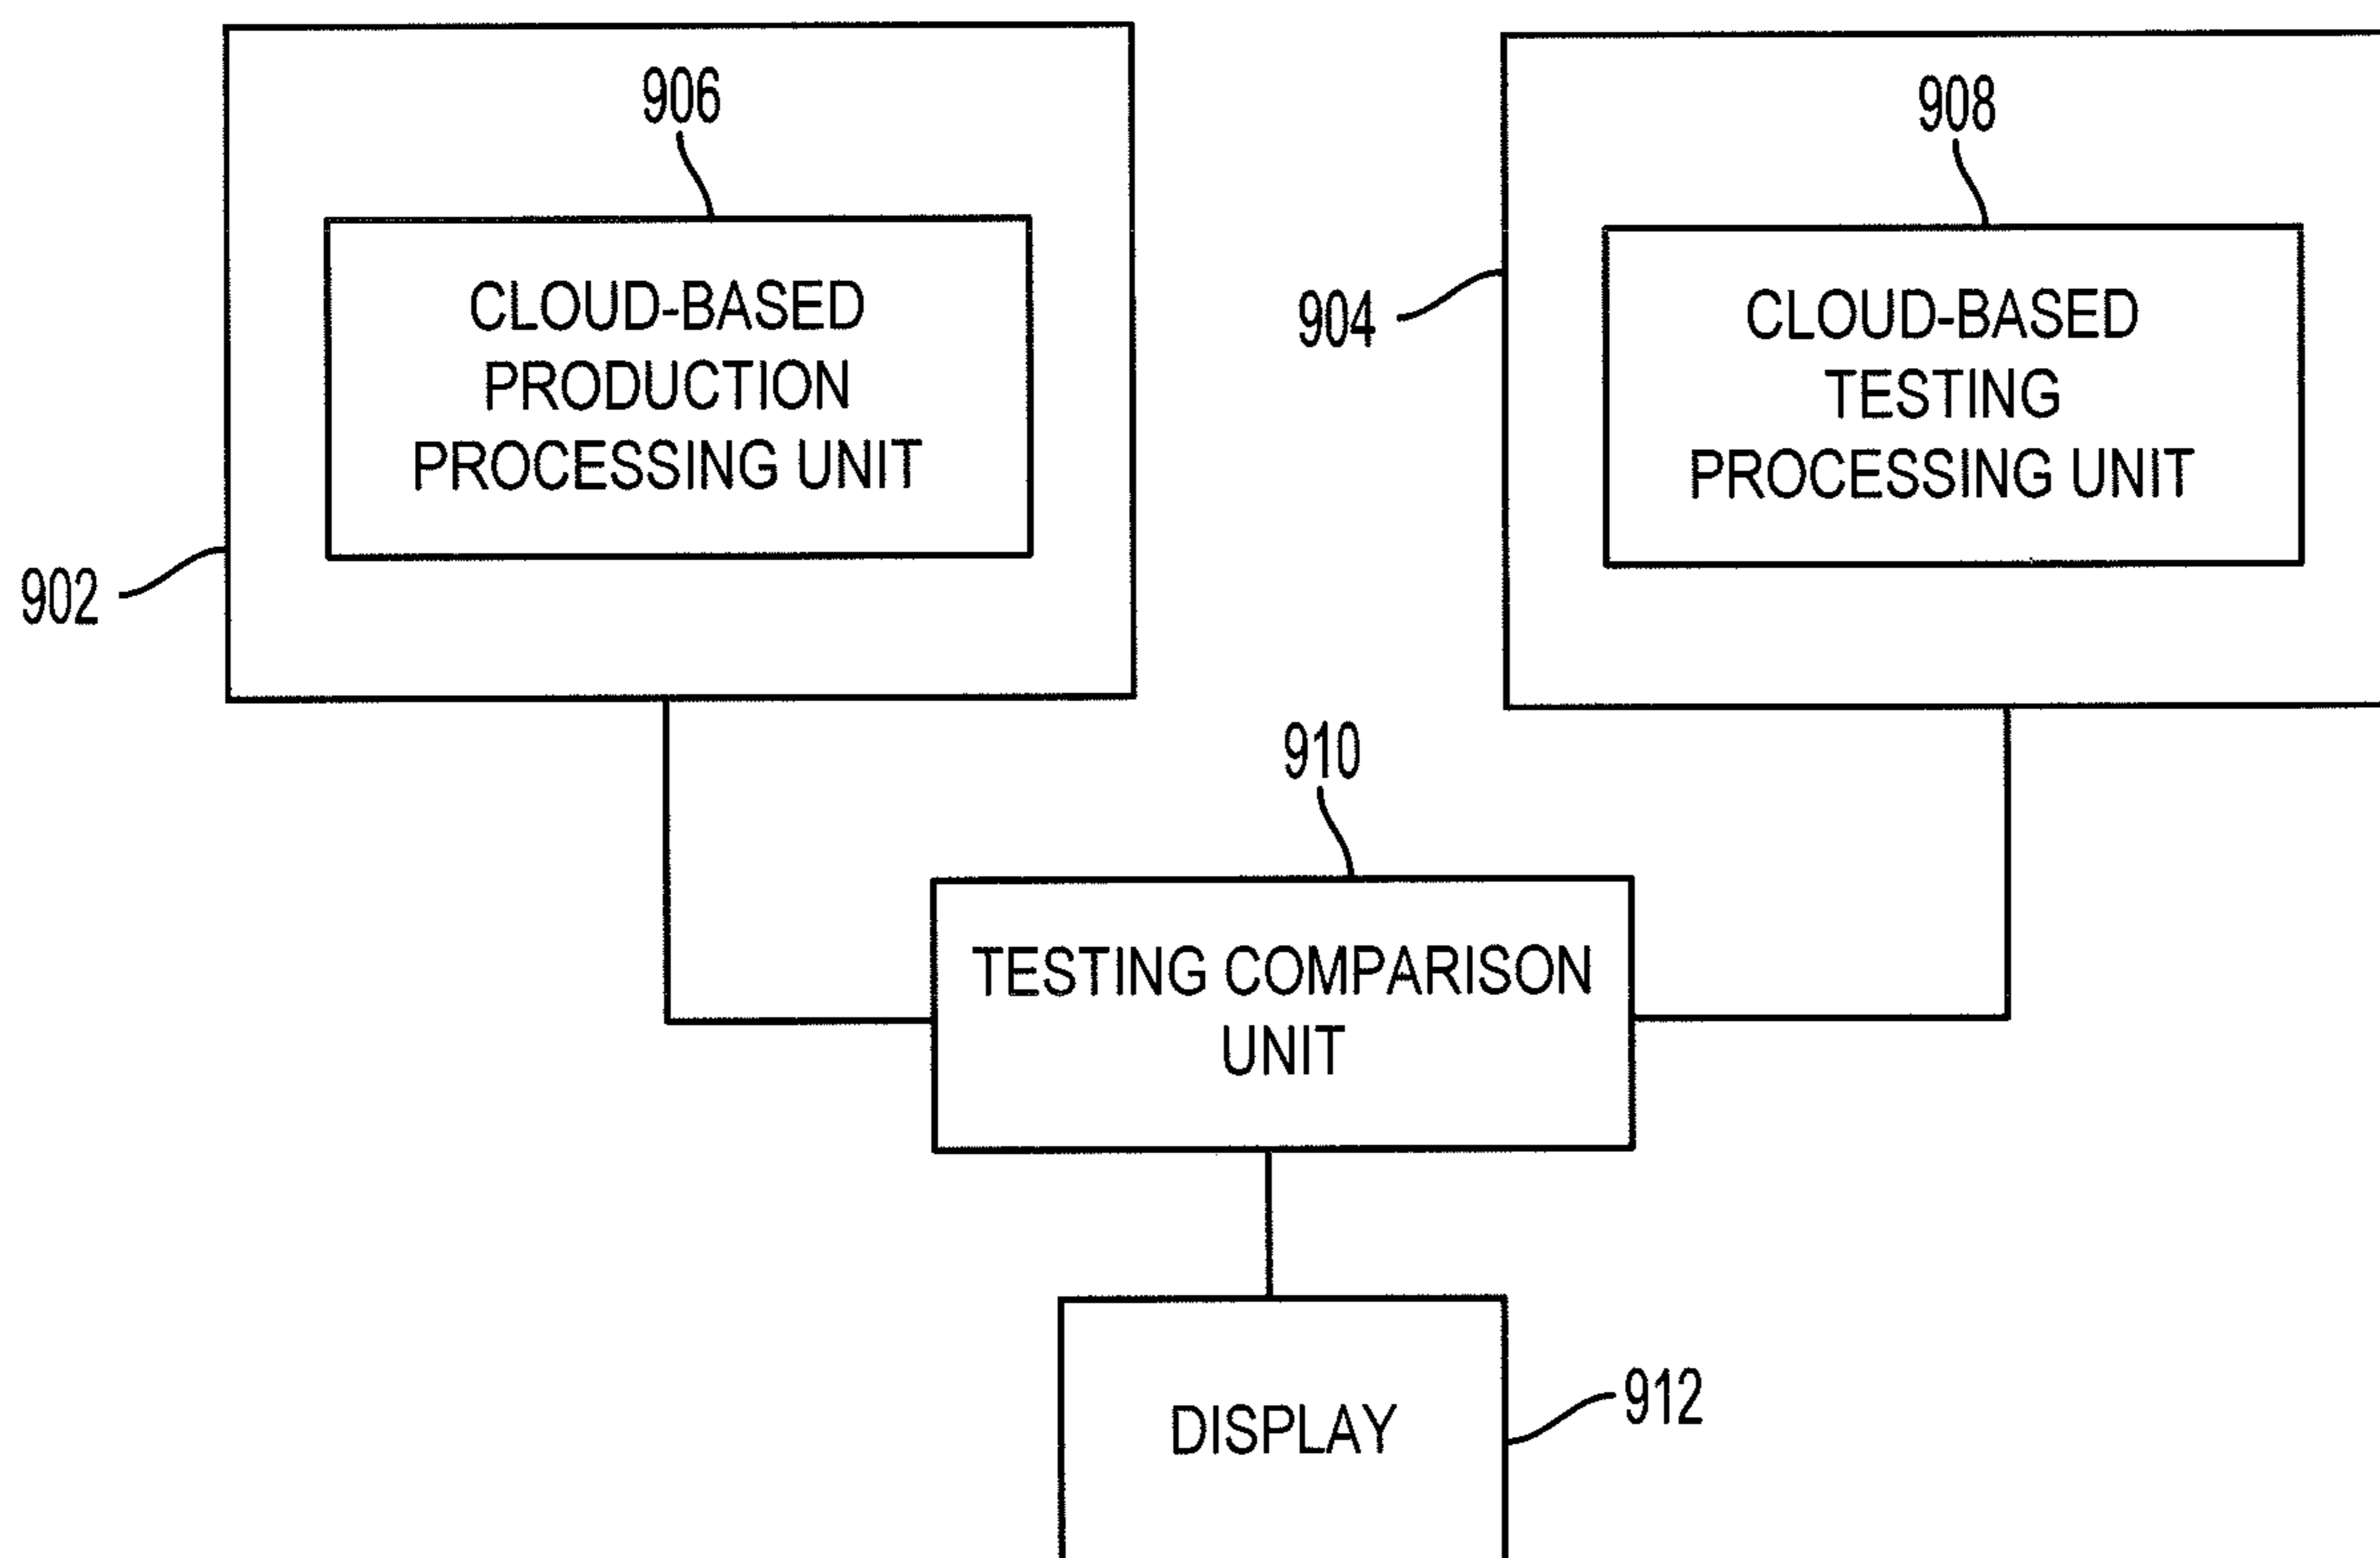 906
CLOUD-BASED
PRODUCTION
PROCESSING UNIT
902
908
CLOUD-BASED
TESTING
PROCESSING UNIT
904
910
TESTING COMPARISON
UNIT
DISPLAY
912